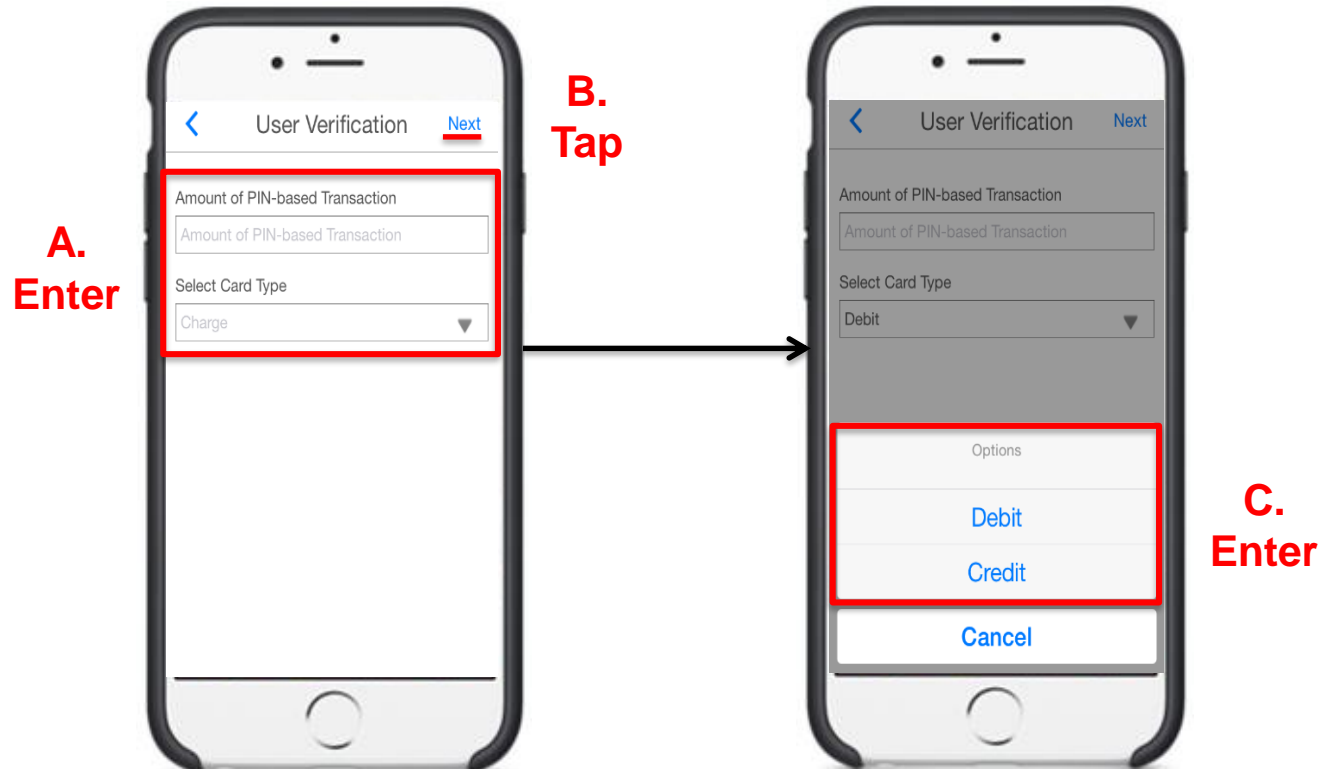 User Verification
Next
B.
Tap
Amount of PIN-based Transaction
Amount of PIN-based Transaction
A.
Enter
Select Card Type
Charge
User Verification
Next
Amount of PIN-based Transaction
Amount of PIN-based Transaction
Select Card Type
Debit
Options
Debit
Credit
Cancel
C.
Enter